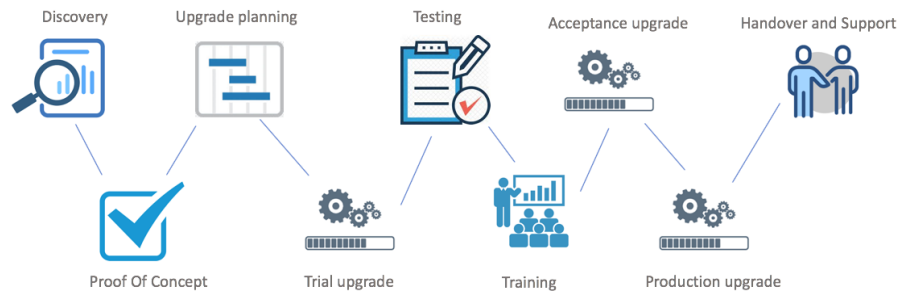 Discovery
Upgrade planning
Testing
Acceptance upgrade
Handover and Support
Proof Of Concept
Trial upgrade
Training
Production upgrade